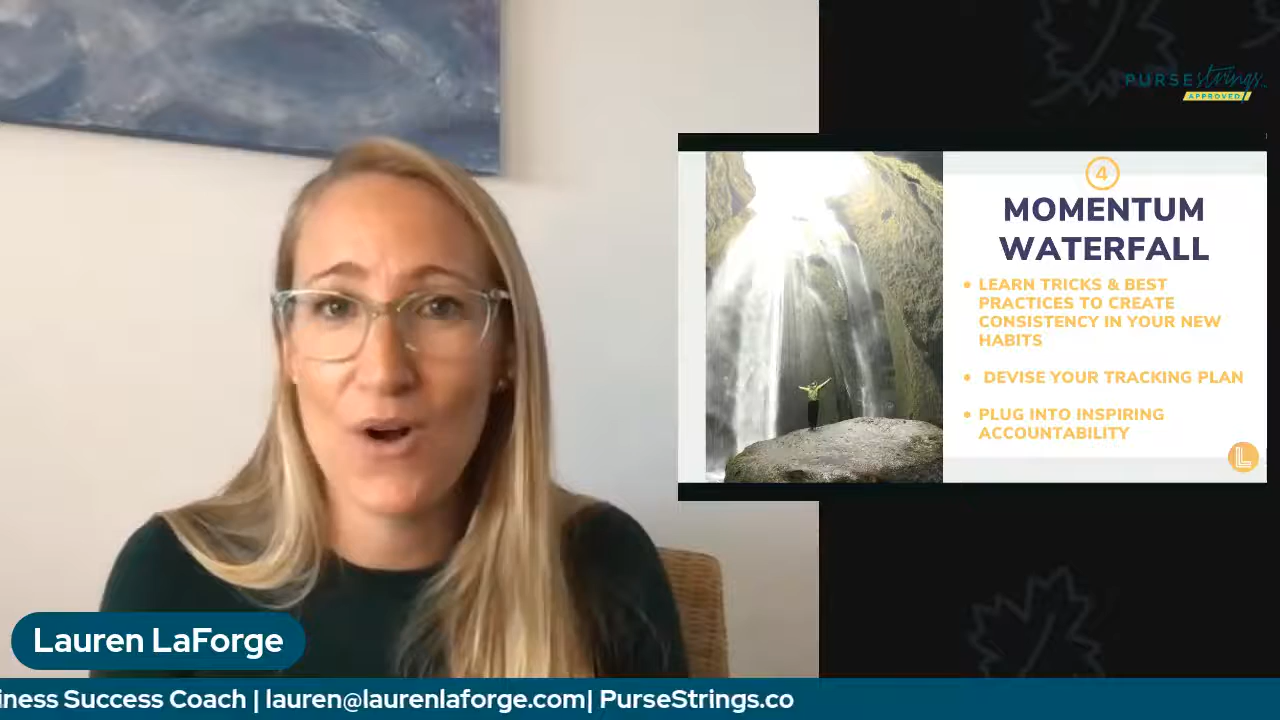 PURSEstrings
APPROVED
4
MOMENTUM
WATERFALL
• LEARN TRICKS & BEST
PRACTICES TO CREATE
CONSISTENCY IN YOUR NEW
HABITS
• DEVISE YOUR TRACKING PLAN
• PLUG INTO INSPIRING
ACCOUNTABILITY
L
Lauren LaForge
iness Success Coach | lauren@laurenlaforge.com| PurseStrings.co